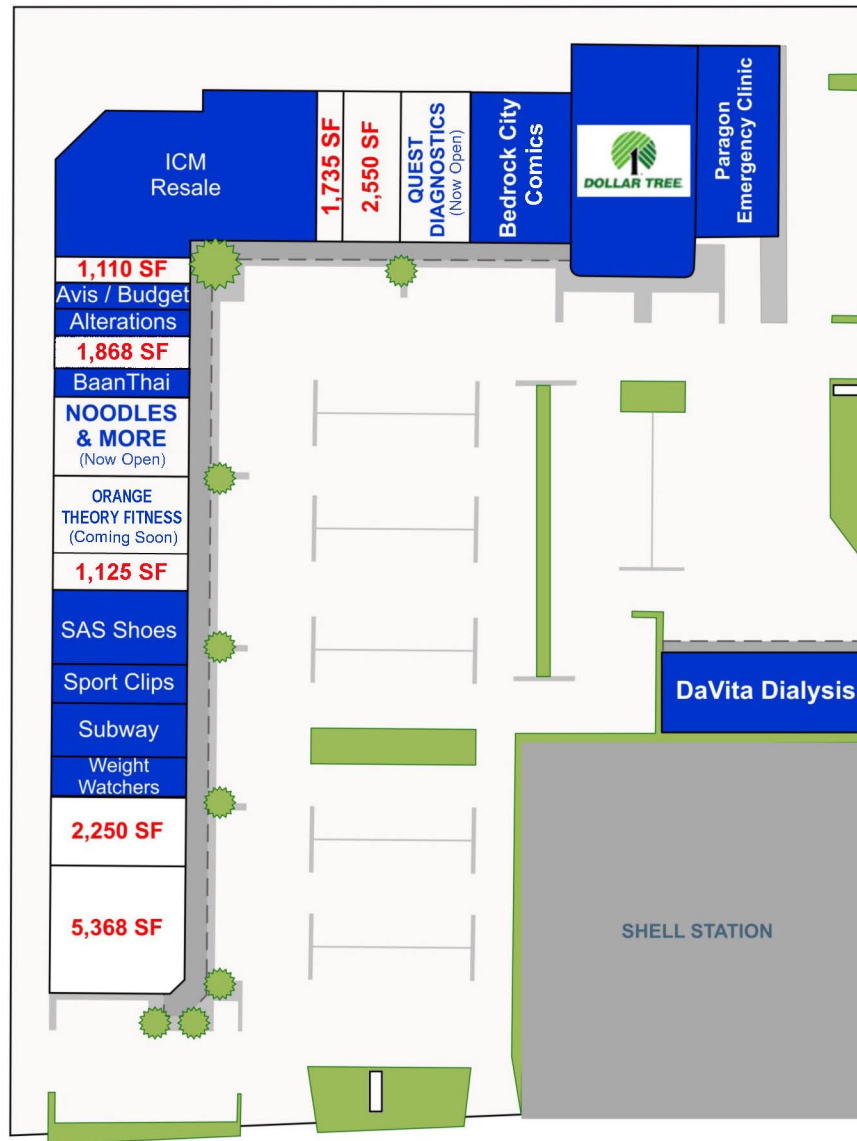 ICM
Resale
1,735 SF
2,550 SF
QUEST
DIAGNOSTICS
(Now Open)
Bedrock City
Comics
1
DOLLAR TREE
Paragon
Emergency Clinic
1,110 SF
Avis / Budget
Alterations
1,868 SF
BaanThai
NOODLES
& MORE
(Now Open)
ORANGE
THEORY FITNESS
(Coming Soon)
1,125 SF
SAS Shoes
Sport Clips
Subway
Weight
Watchers
2,250 SF
5,368 SF
DaVita Dialysis
SHELL STATION